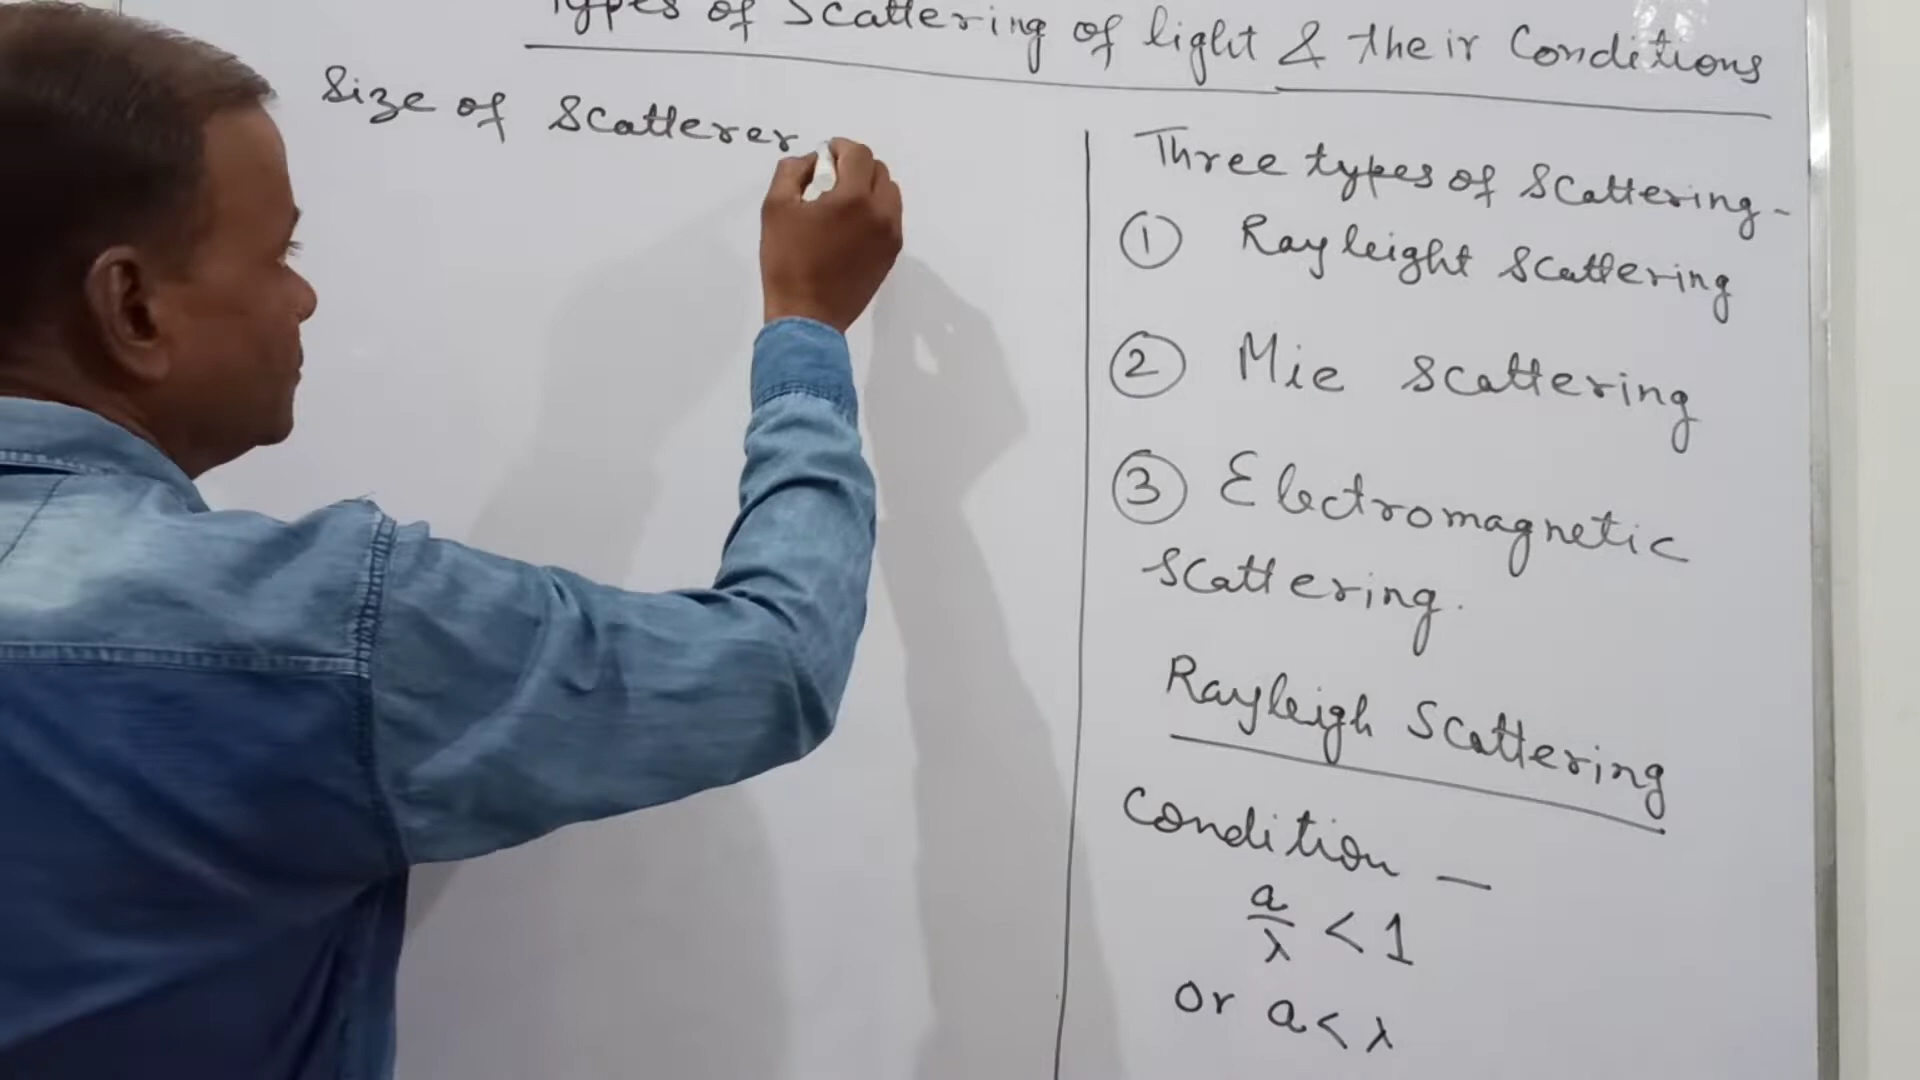 Types of Scattering of light & their Conditions
Size of Scatterer
Three types of Scattering-
① Rayleight Scattering
② Mie Scattering
③ Electromagnetic
Scattering.
Rayleigh Scattering
Condition —
a/λ < 1
or a < λ